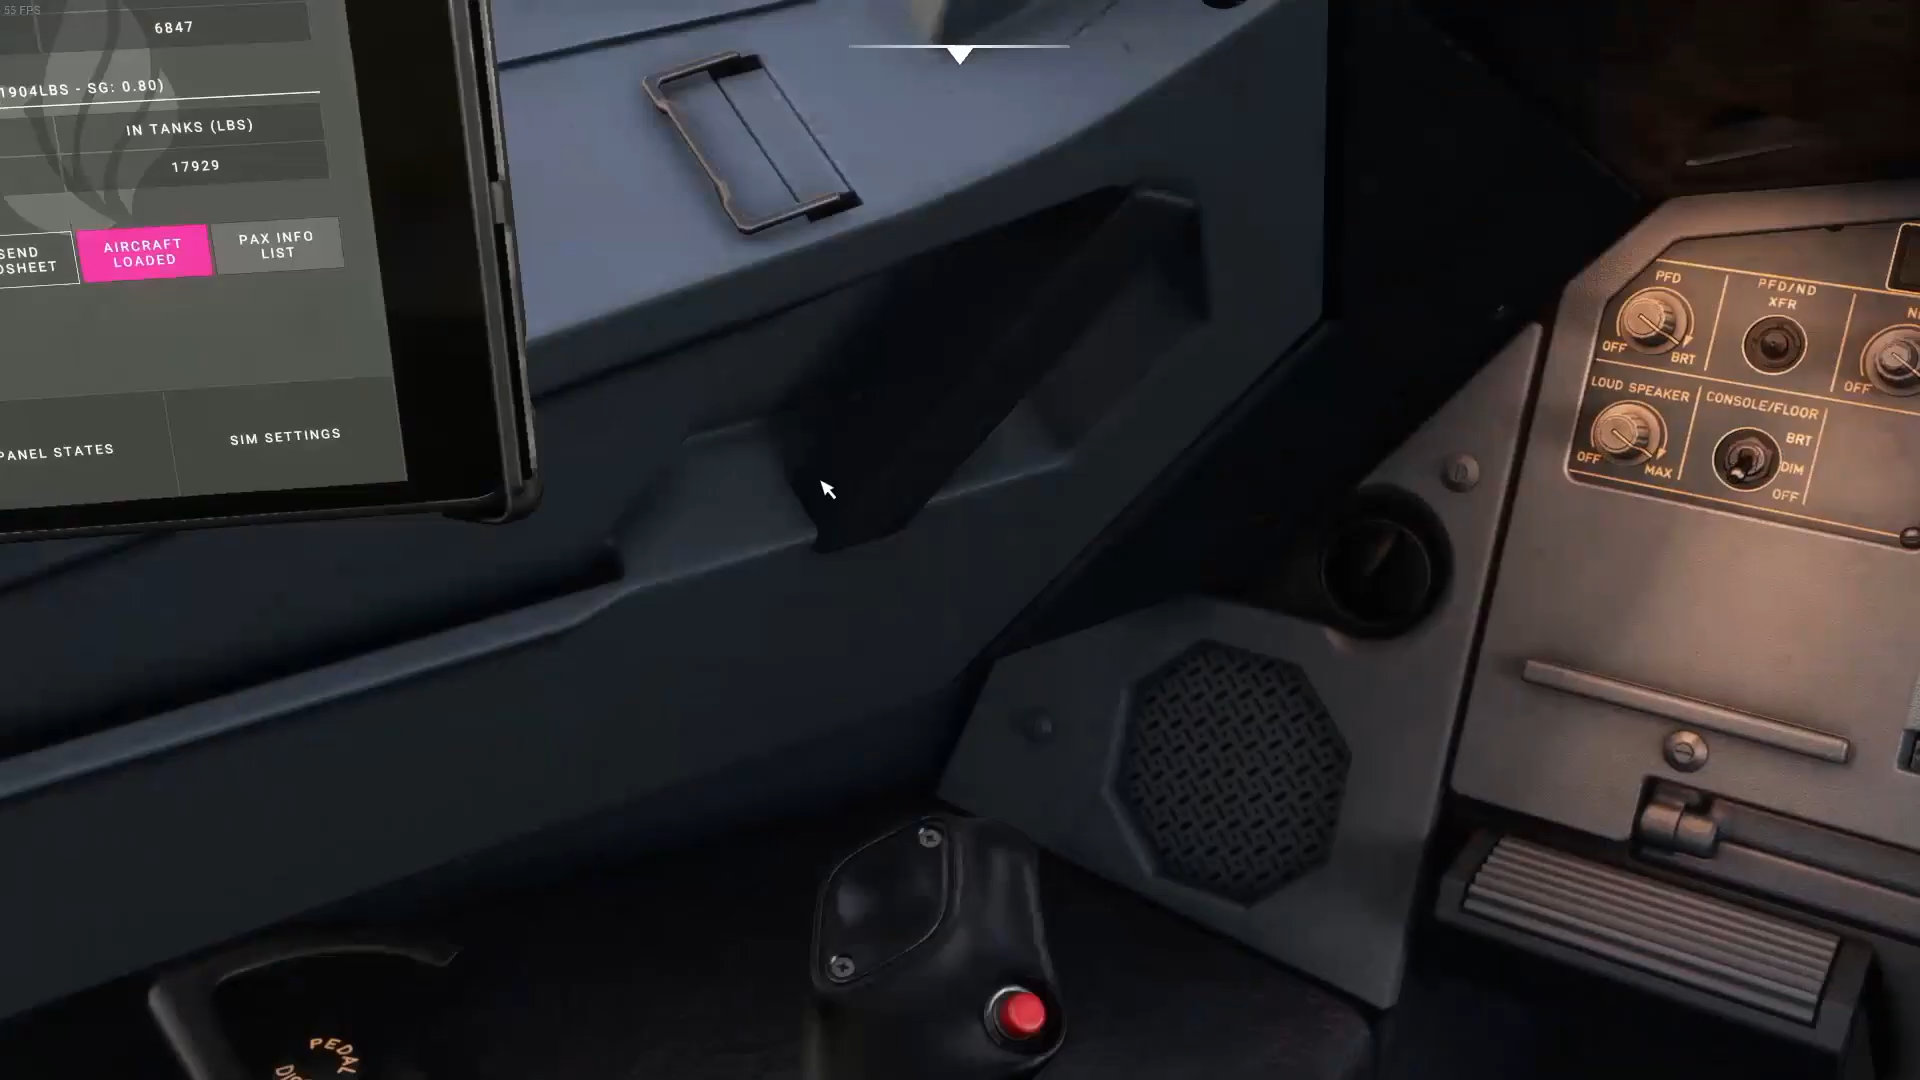 55 FPS
6847
1904LBS - SG: 0.80)
IN TANKS (LBS)
17929
SEND
DSHEET
AIRCRAFT
LOADED
PAX INFO
LIST
PANEL STATES
SIM SETTINGS
PFD
OFF
BRT
PFD/ND
XFR
OFF
LOUD SPEAKER
OFF
MAX
CONSOLE/FLOOR
BRT
DIM
OFF
PEDAL